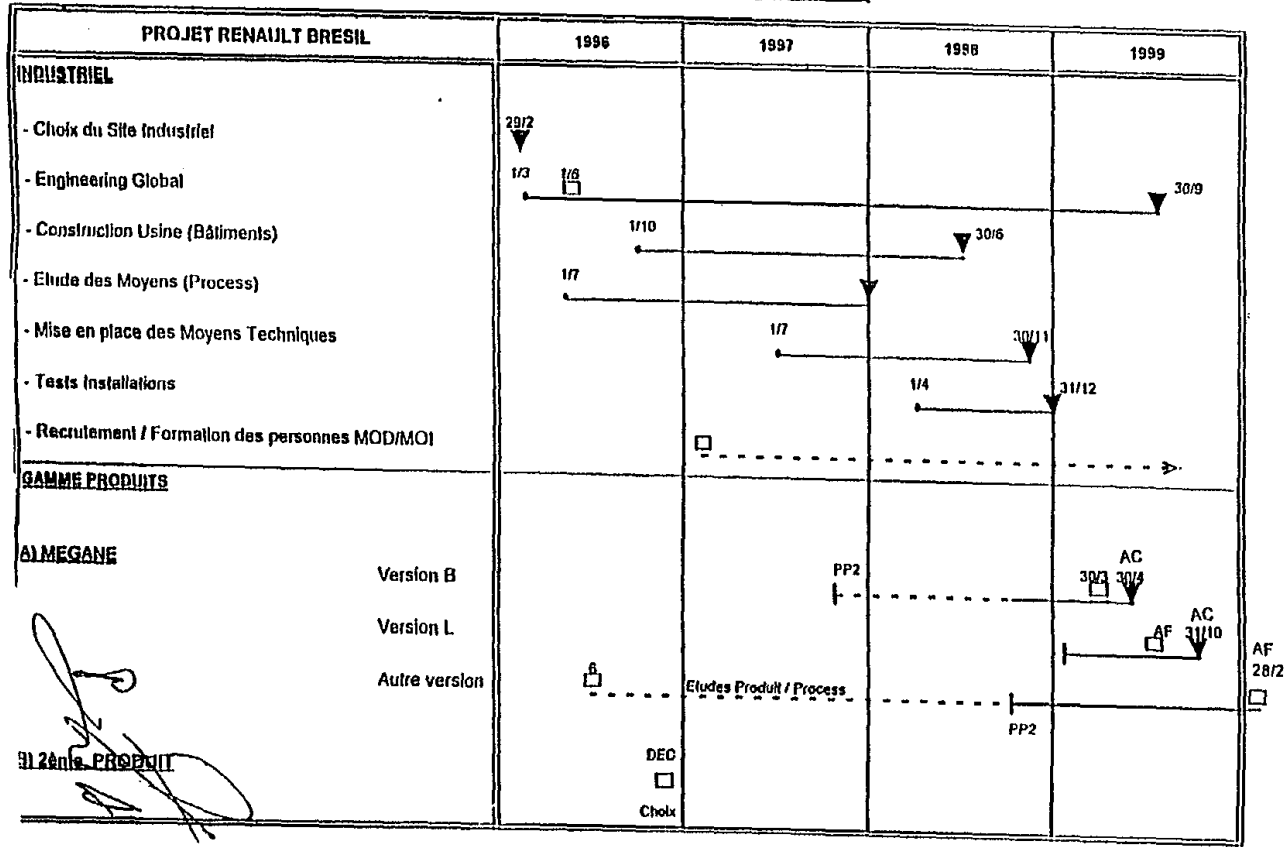 PROJET RENAULT BRESIL 1996 1997 1998 1999
INDUSTRIEL
- Choix du Site Industriel 29/2
- Engineering Global 1/3 1/6 30/9
- Construction Usine (Bâtiments) 1/10 30/6
- Etude des Moyens (Process) 1/7
- Mise en place des Moyens Techniques 1/7 30/11
- Tests Installations 1/4 31/12
- Recrutement / Formation des personnes MOD/MOI
GAMME PRODUITS
A) MEGANE
Version B PP2 30/3 AC 30/4
Version L AF AC 31/10
Autre version 6 Etudes Produit / Process PP2 AF 28/2
2ème PRODUIT
DEC
Choix